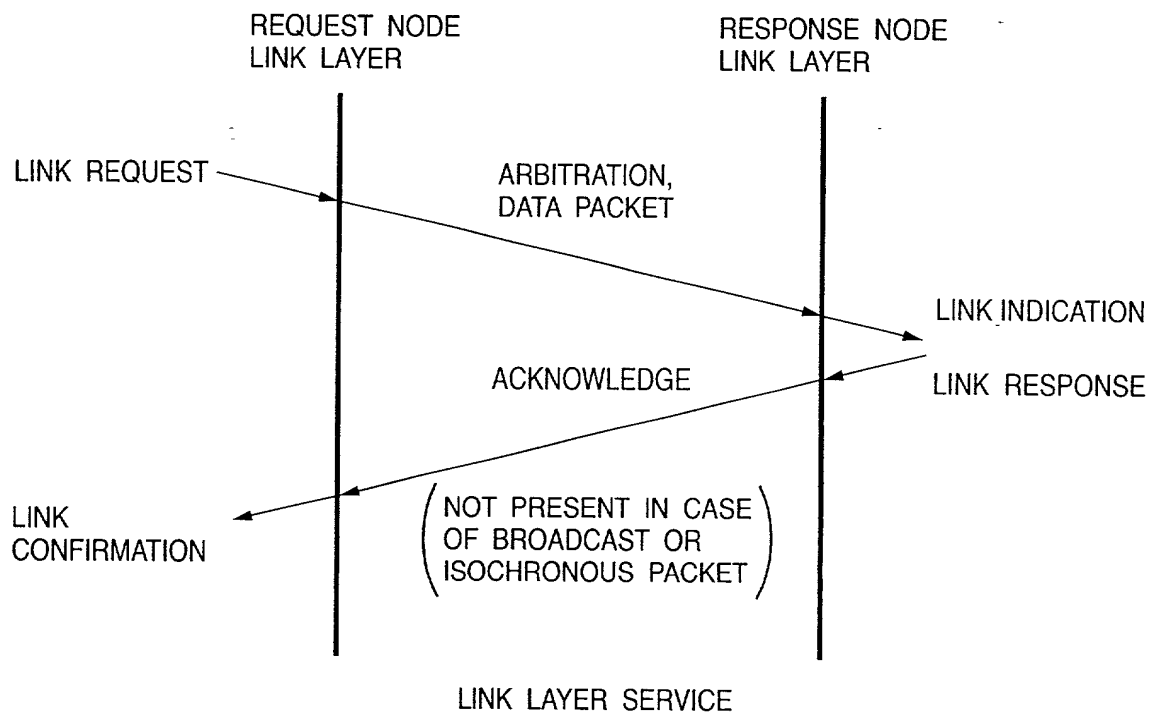 REQUEST NODE
LINK LAYER
RESPONSE NODE
LINK LAYER
LINK REQUEST
ARBITRATION,
DATA PACKET
LINK INDICATION
ACKNOWLEDGE
LINK RESPONSE
LINK
CONFIRMATION
(NOT PRESENT IN CASE
OF BROADCAST OR
ISOCHRONOUS PACKET)
LINK LAYER SERVICE